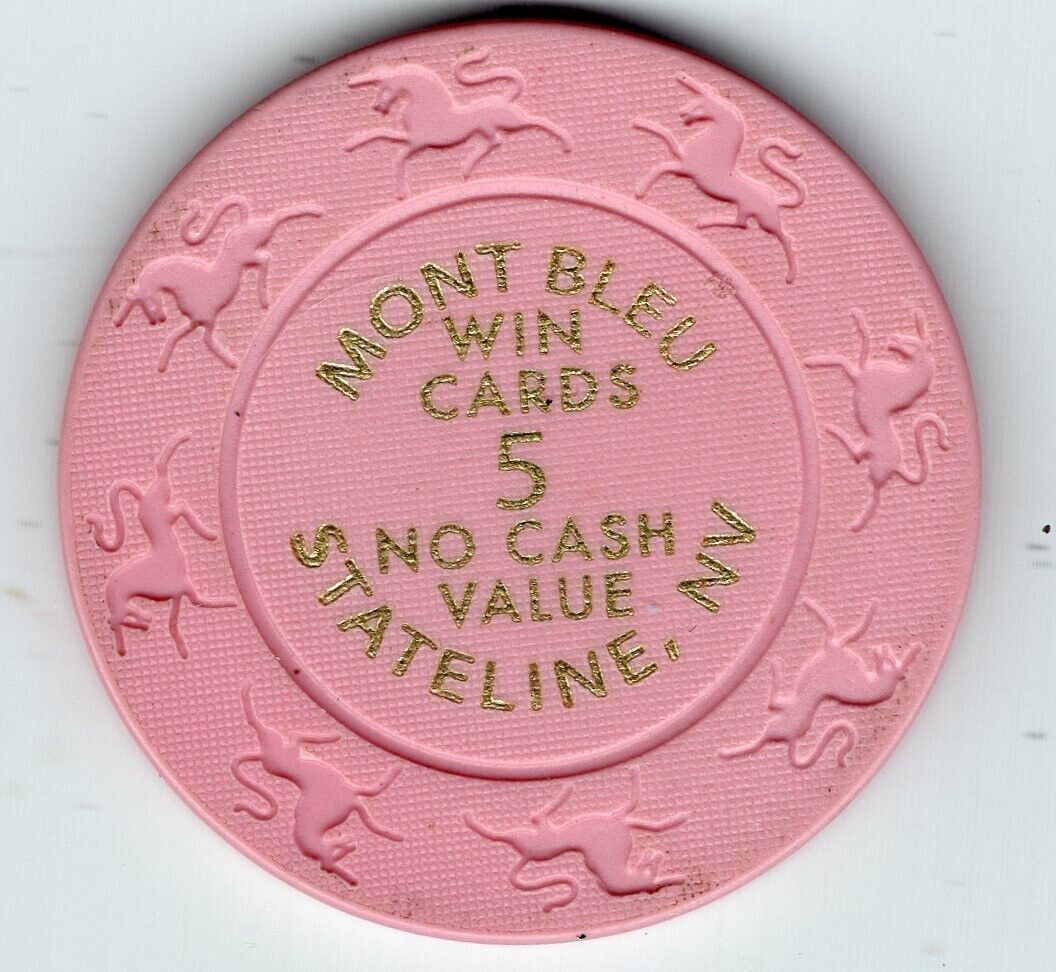 MONT BLEU
WIN
CARDS
5
NO CASH
VALUE
STATELINE, NV